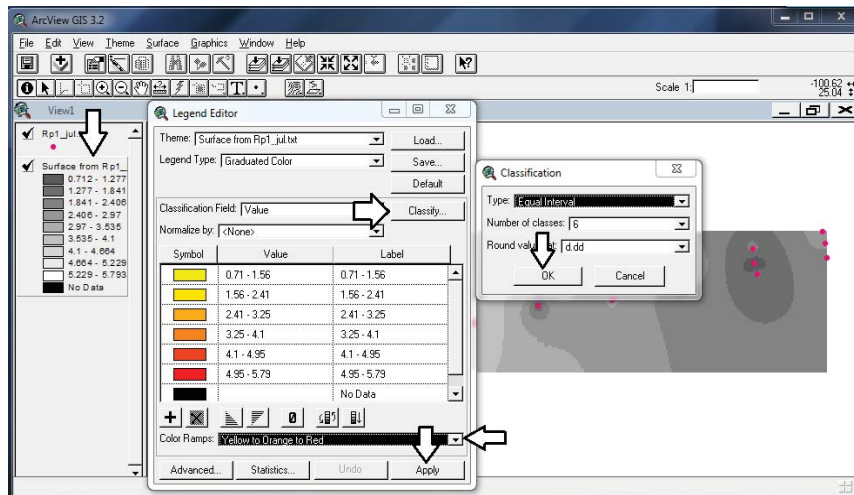 ArcView GIS 3.2
File Edit View Theme Surface Graphics Window Help
Scale 1:
-100.62
25.04
View1
Rp1_jul.
Surface from Rp1_
0.712 - 1.277
1.277 - 1.841
1.841 - 2.406
2.406 - 2.97
2.97 - 3.535
3.535 - 4.1
4.1 - 4.664
4.664 - 5.229
5.229 - 5.793
No Data
Legend Editor
Theme: Surface from Rp1_jul.txt
Load...
Legend Type: Graduated Color
Save...
Default
Classification Field: Value
Classify...
Normalize by: <None>
Symbol Value Label
0.71 - 1.56 0.71 - 1.56
1.56 - 2.41 1.56 - 2.41
2.41 - 3.25 2.41 - 3.25
3.25 - 4.1 3.25 - 4.1
4.1 - 4.95 4.1 - 4.95
4.95 - 5.79 4.95 - 5.79
No Data
Color Ramps: Yellow to Orange to Red
Advanced... Statistics... Undo Apply
Classification
Type: Equal Interval
Number of classes: 6
Round d.dd
OK Cancel